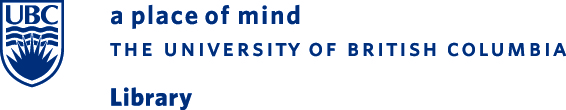 UBC
a place of mind
THE UNIVERSITY OF BRITISH COLUMBIA
Library